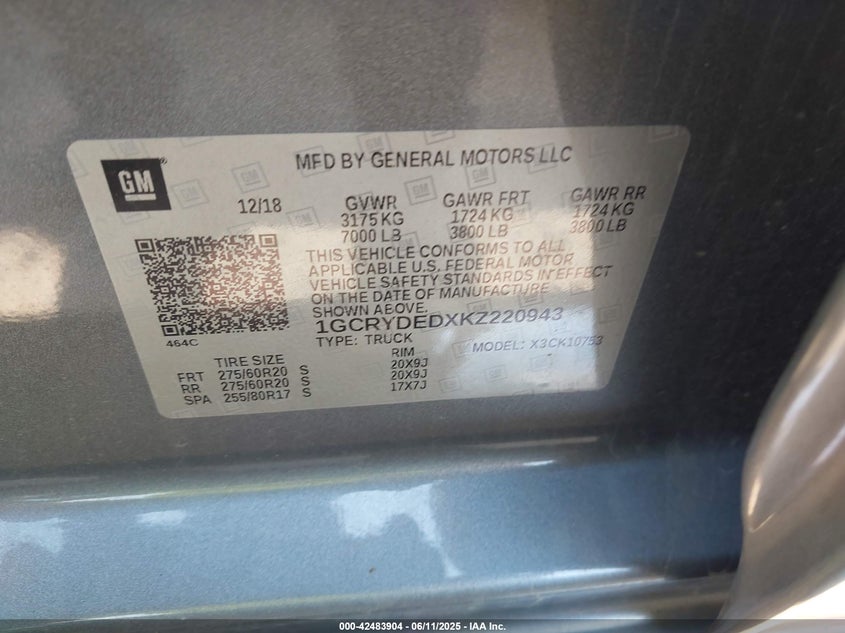 GM
MFD BY GENERAL MOTORS LLC
12/18 GVWR GAWR FRT GAWR RR
3175 KG 1724 KG 1724 KG
7000 LB 3800 LB 3800 LB
THIS VEHICLE CONFORMS TO ALL
APPLICABLE U.S. FEDERAL MOTOR
VEHICLE SAFETY STANDARDS IN EFFECT
ON THE DATE OF MANUFACTURE
SHOWN ABOVE.
1GCRYDEDXKZ220943
464C TYPE: TRUCK MODEL: X3CK10753
TIRE SIZE RIM
FRT 275/60R20 S 20X9J
RR 275/60R20 S 20X9J
SPA 255/80R17 S 17X7J
000-42483904 - 06/11/2025 - IAA Inc.